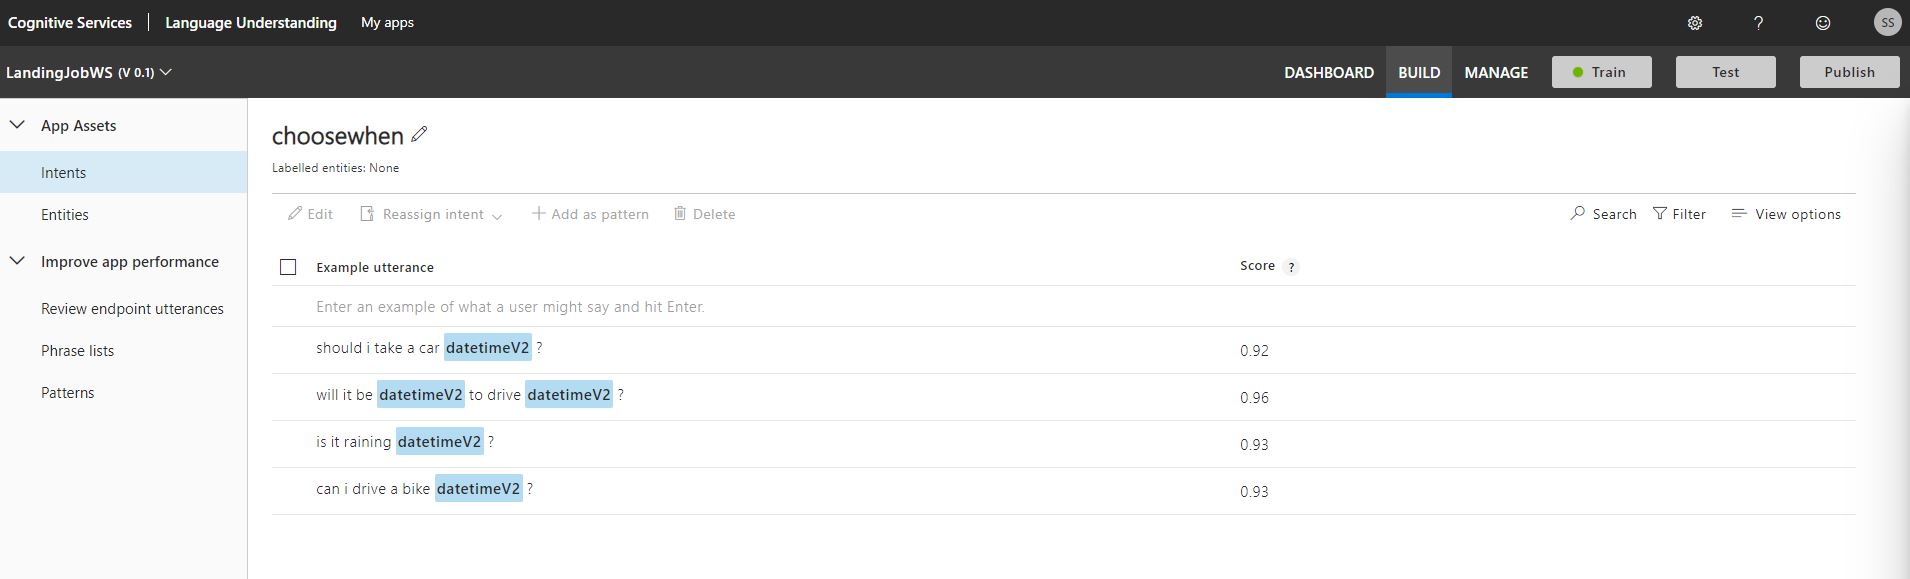 Cognitive Services Language Understanding My apps ? SS
LandingJobWS (V 0.1) DASHBOARD BUILD MANAGE Train Test Publish
App Assets
Intents
Entities
Improve app performance
Review endpoint utterances
Phrase lists
Patterns
choosewhen
Labelled entities: None
Edit Reassign intent Add as pattern Delete Search Filter View options
Example utterance Score ?
Enter an example of what a user might say and hit Enter.
should i take a car datetimeV2 ? 0.92
will it be datetimeV2 to drive datetimeV2 ? 0.96
is it raining datetimeV2 ? 0.93
can i drive a bike datetimeV2 ? 0.93